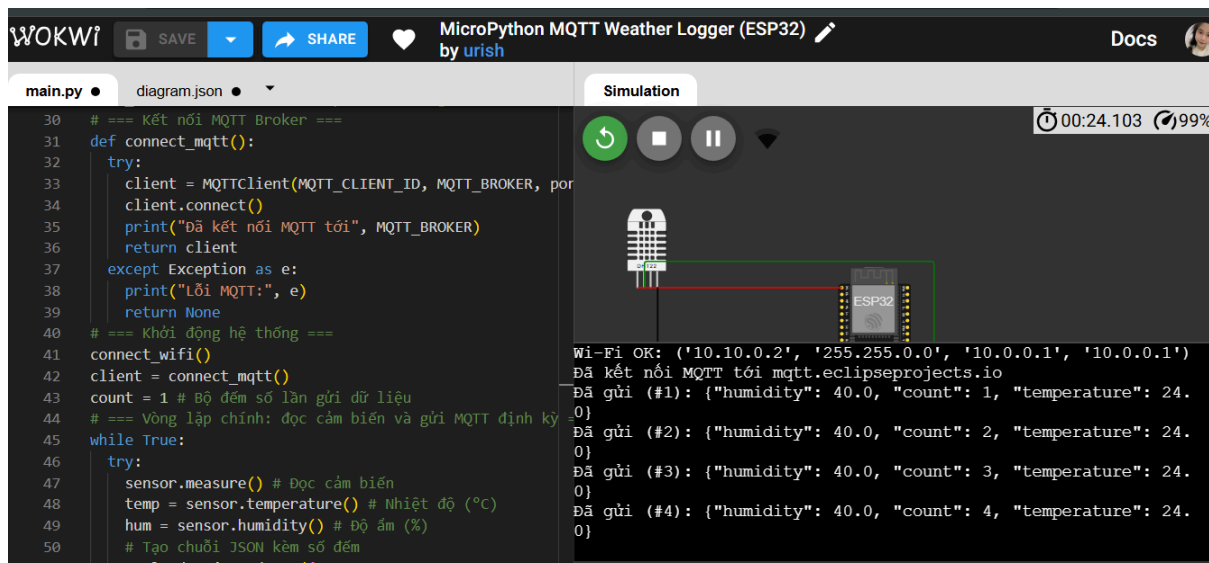 WOKWI
SAVE
SHARE
MicroPython MQTT Weather Logger (ESP32)
by urish
Docs
main.py ●
diagram.json ●
Simulation
30 # === Kết nối MQTT Broker ===
31 def connect_mqtt():
32 try:
33 client = MQTTClient(MQTT_CLIENT_ID, MQTT_BROKER, por
34 client.connect()
35 print("Đã kết nối MQTT tới", MQTT_BROKER)
36 return client
37 except Exception as e:
38 print("Lỗi MQTT:", e)
39 return None
40 # === Khởi động hệ thống ===
41 connect_wifi()
42 client = connect_mqtt()
43 count = 1 # Bộ đếm số lần gửi dữ liệu
44 # === Vòng lặp chính: đọc cảm biến và gửi MQTT định kỳ =
45 while True:
46 try:
47 sensor.measure() # Đọc cảm biến
48 temp = sensor.temperature() # Nhiệt độ (°C)
49 hum = sensor.humidity() # Độ ẩm (%)
50 # Tạo chuỗi JSON kèm số đếm
00:24.103 99%
DHT22
ESP32
Wi-Fi OK: ('10.10.0.2', '255.255.0.0', '10.0.0.1', '10.0.0.1')
Đã kết nối MQTT tới mqtt.eclipseprojects.io
Đã gửi (#1): {"humidity": 40.0, "count": 1, "temperature": 24.
0}
Đã gửi (#2): {"humidity": 40.0, "count": 2, "temperature": 24.
0}
Đã gửi (#3): {"humidity": 40.0, "count": 3, "temperature": 24.
0}
Đã gửi (#4): {"humidity": 40.0, "count": 4, "temperature": 24.
0}